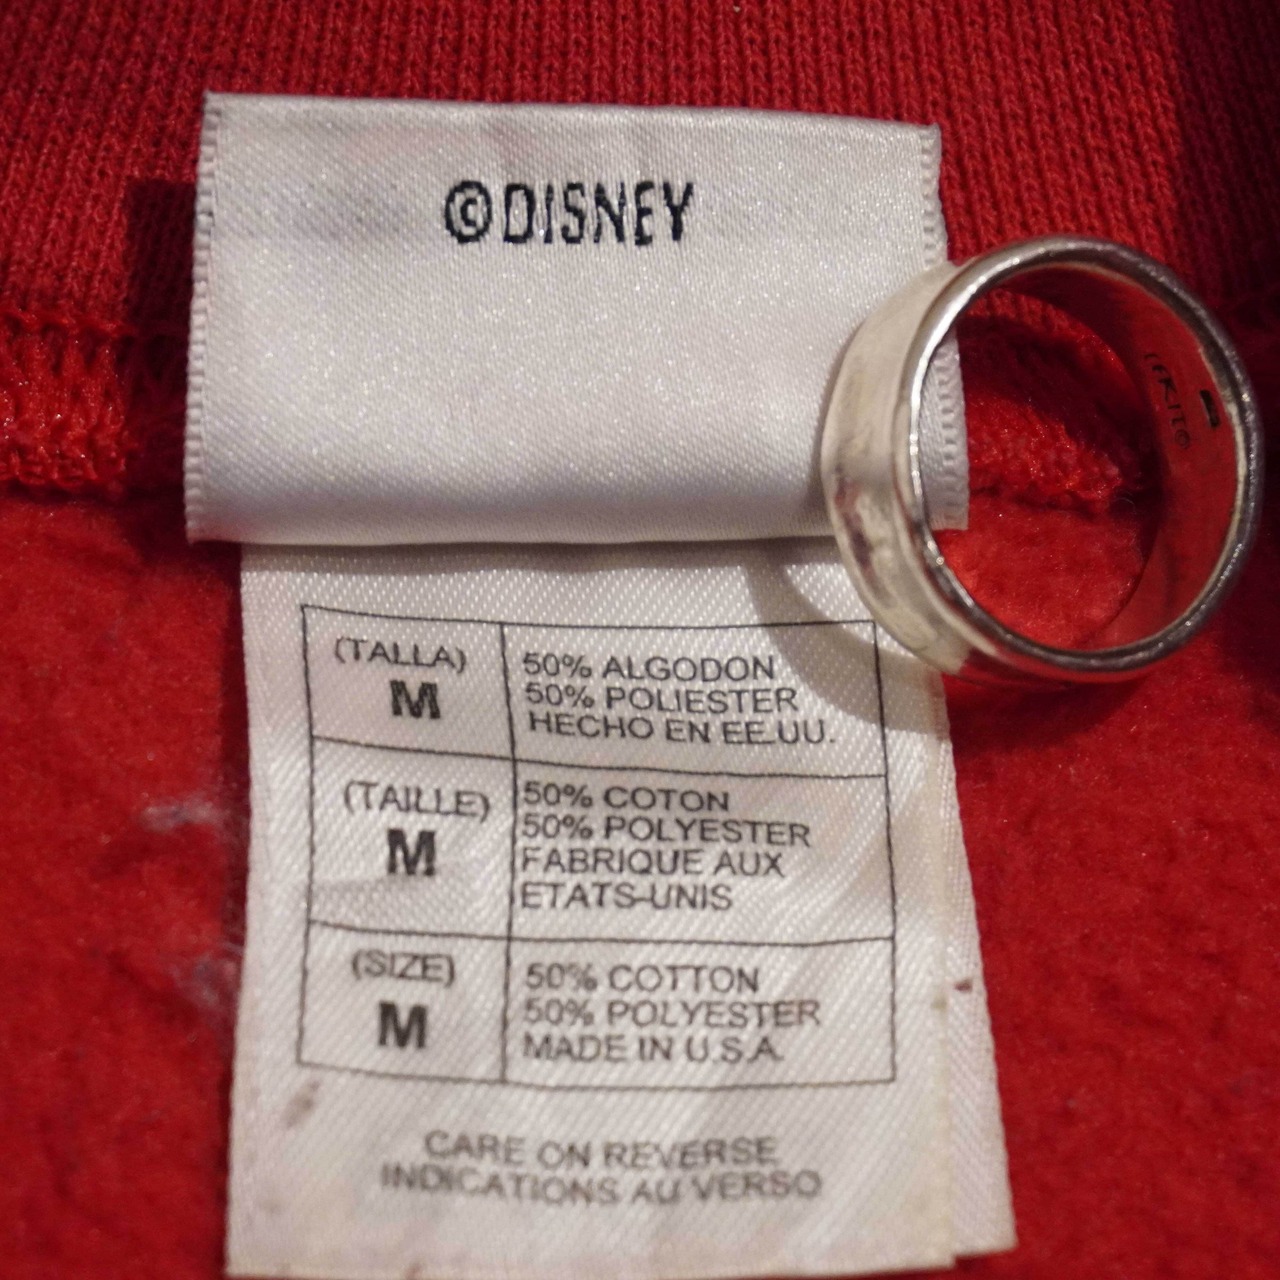 ©DISNEY
(TALLA)
M
50% ALGODON
50% POLIESTER
HECHO EN EE.UU.
(TAILLE)
M
50% COTON
50% POLYESTER
FABRIQUE AUX
ETATS-UNIS
(SIZE)
M
50% COTTON
50% POLYESTER
MADE IN U.S.A.
CARE ON REVERSE
INDICATIONS AU VERSO